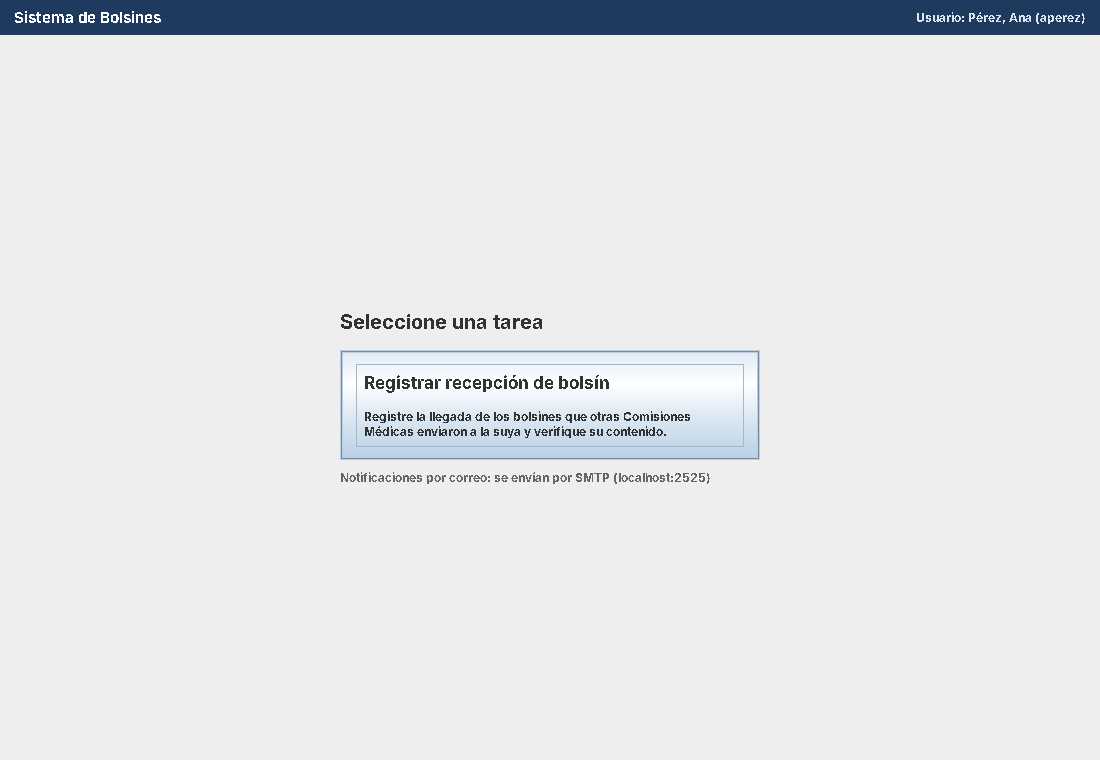 Sistema de Bolsines
Usuario: Pérez, Ana (aperez)
Seleccione una tarea
Registrar recepción de bolsín
Registre la llegada de los bolsines que otras Comisiones
Médicas enviaron a la suya y verifique su contenido.
Notificaciones por correo: se envían por SMTP (localhost:2525)